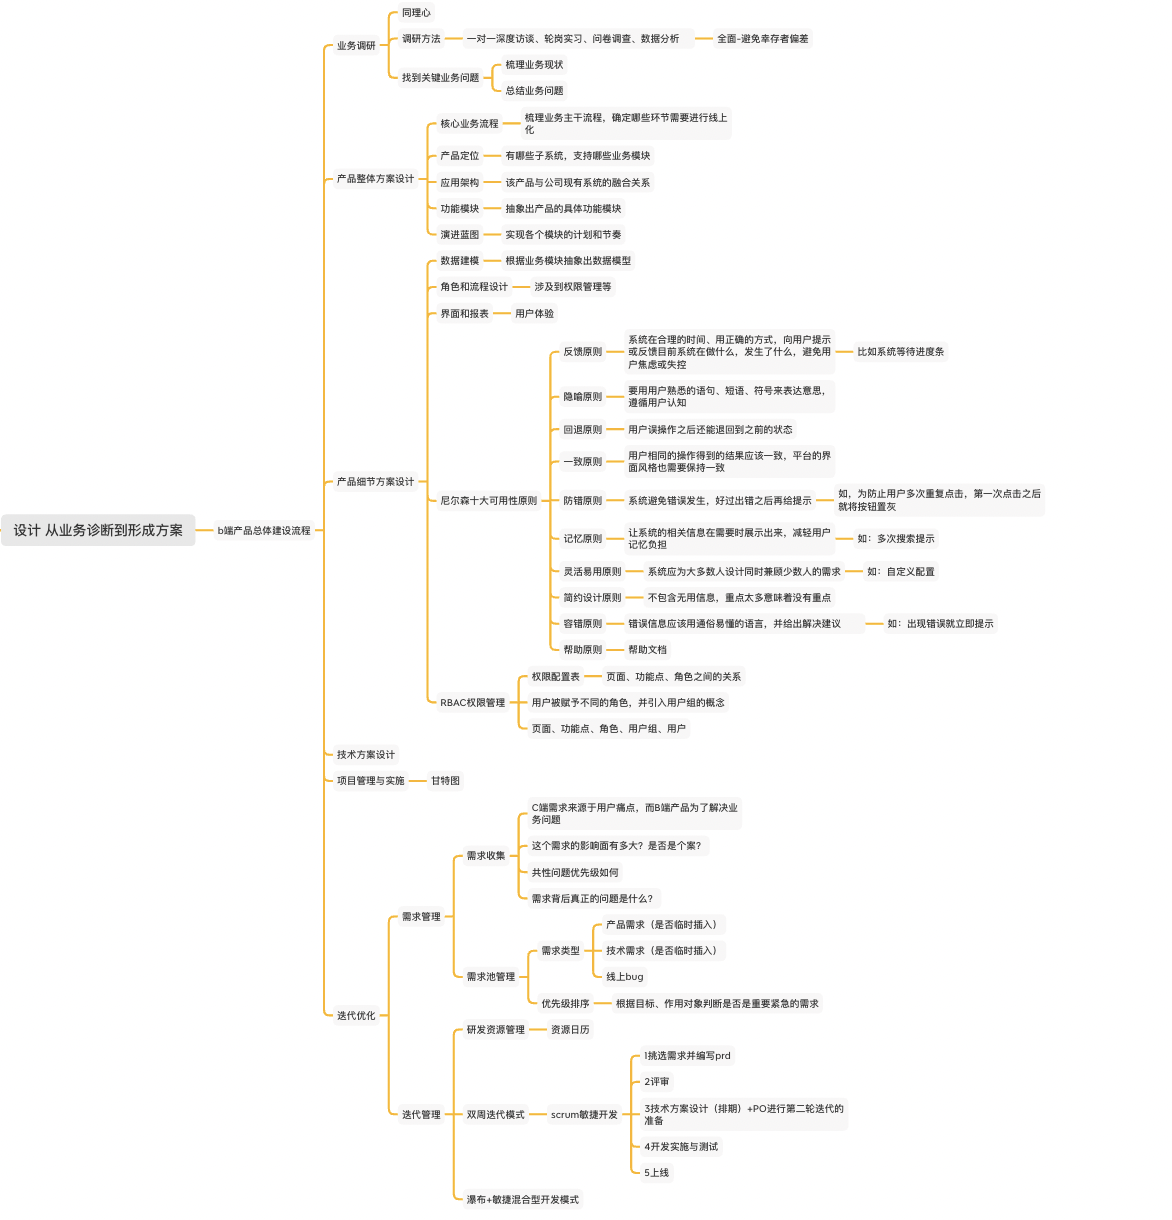 设计 从业务诊断到形成方案
b端产品总体建设流程
业务调研
同理心
调研方法
一对一深度访谈、轮岗实习、问卷调查、数据分析
全面-避免幸存者偏差
找到关键业务问题
梳理业务现状
总结业务问题
产品整体方案设计
核心业务流程
梳理业务主干流程，确定哪些环节需要进行线上
化
产品定位
有哪些子系统，支持哪些业务模块
应用架构
该产品与公司现有系统的融合关系
功能模块
抽象出产品的具体功能模块
演进蓝图
实现各个模块的计划和节奏
产品细节方案设计
数据建模
根据业务模块抽象出数据模型
角色和流程设计
涉及到权限管理等
界面和报表
用户体验
尼尔森十大可用性原则
反馈原则
系统在合理的时间、用正确的方式，向用户提示
或反馈目前系统在做什么，发生了什么，避免用
户焦虑或失控
比如系统等待进度条
隐喻原则
要用用户熟悉的语句、短语、符号来表达意思，
遵循用户认知
回退原则
用户误操作之后还能退回到之前的状态
一致原则
用户相同的操作得到的结果应该一致，平台的界
面风格也需要保持一致
防错原则
系统避免错误发生，好过出错之后再给提示
如，为防止用户多次重复点击，第一次点击之后
就将按钮置灰
记忆原则
让系统的相关信息在需要时展示出来，减轻用户
记忆负担
如：多次搜索提示
灵活易用原则
系统应为大多数人设计同时兼顾少数人的需求
如：自定义配置
简约设计原则
不包含无用信息，重点太多意味着没有重点
容错原则
错误信息应该用通俗易懂的语言，并给出解决建议
如：出现错误就立即提示
帮助原则
帮助文档
RBAC权限管理
权限配置表
页面、功能点、角色之间的关系
用户被赋予不同的角色，并引入用户组的概念
页面、功能点、角色、用户组、用户
技术方案设计
项目管理与实施
甘特图
迭代优化
需求管理
需求收集
C端需求来源于用户痛点，而B端产品为了解决业
务问题
这个需求的影响面有多大？是否是个案？
共性问题优先级如何
需求背后真正的问题是什么？
需求池管理
需求类型
产品需求（是否临时插入）
技术需求（是否临时插入）
线上bug
优先级排序
根据目标、作用对象判断是否是重要紧急的需求
迭代管理
研发资源管理
资源日历
双周迭代模式
scrum敏捷开发
1挑选需求并编写prd
2评审
3技术方案设计（排期）+PO进行第二轮迭代的
准备
4开发实施与测试
5上线
瀑布+敏捷混合型开发模式